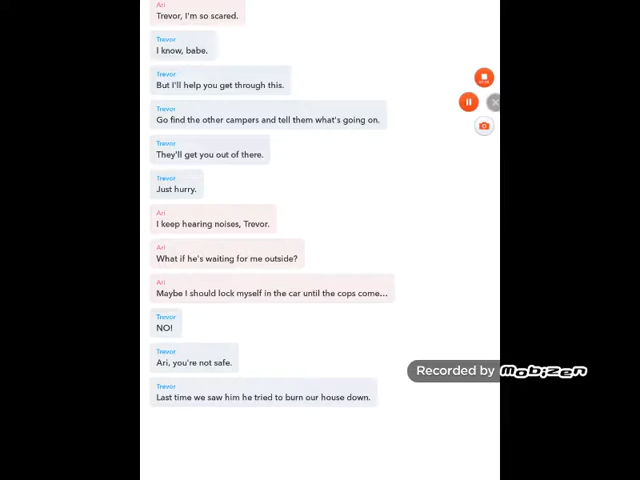 Ari
Trevor, I'm so scared.
Trevor
I know, babe.
Trevor
But I'll help you get through this.
Trevor
Go find the other campers and tell them what's going on.
Trevor
They'll get you out of there.
Trevor
Just hurry.
Ari
I keep hearing noises, Trevor.
Ari
What if he's waiting for me outside?
Ari
Maybe I should lock myself in the car until the cops come...
Trevor
NO!
Trevor
Ari, you're not safe.
Trevor
Last time we saw him he tried to burn our house down.
Recorded by Mobizen